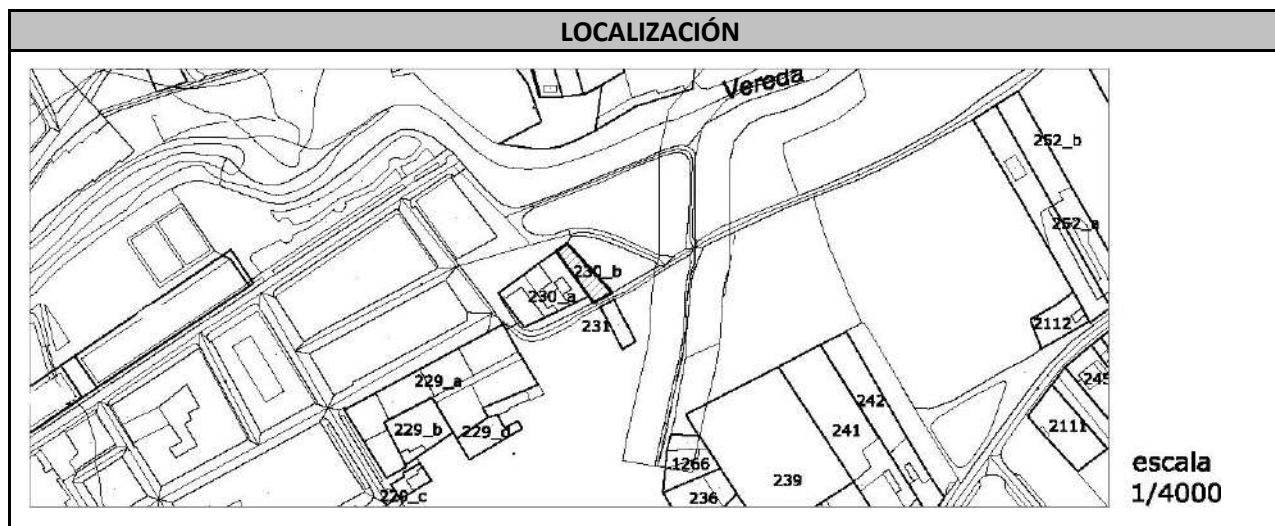 LOCALIZACIÓN
Vereda
252_b
252_a
230_b
230_a
231
2112
245
229_a
242
229_b
229_d
241
2111
1266
239
236
escala
1/4000